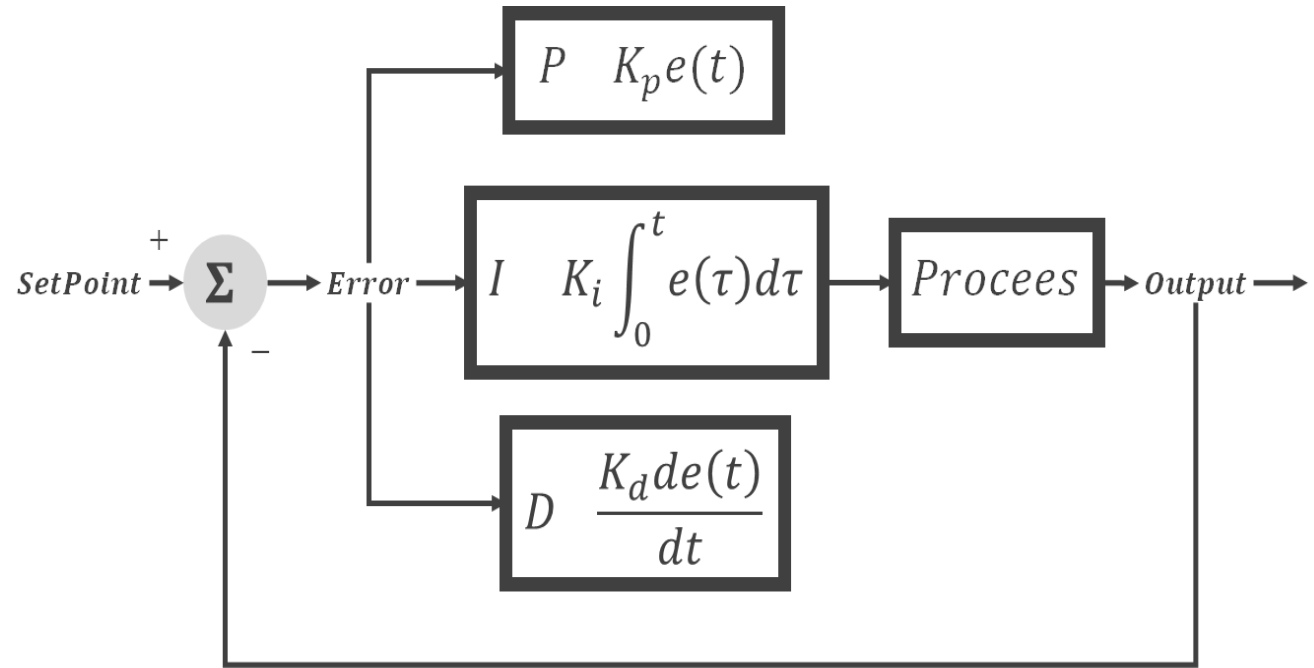 P K_p e(t)
+
SetPoint Σ Error I K_i ∫_0^t e(τ)dτ Procees Output
−
D K_d de(t)/dt